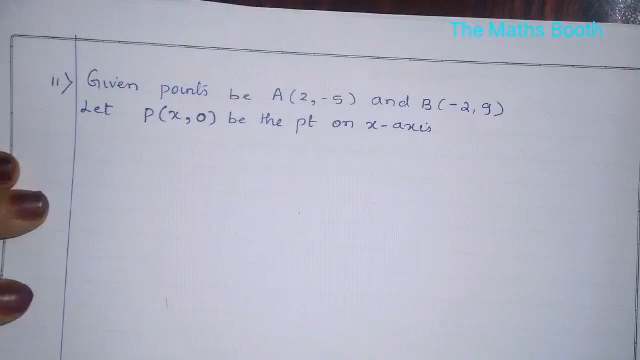 The Maths Booth
11) Given points be A(2,-5) and B(-2,9)
Let P(x,0) be the pt on x-axis